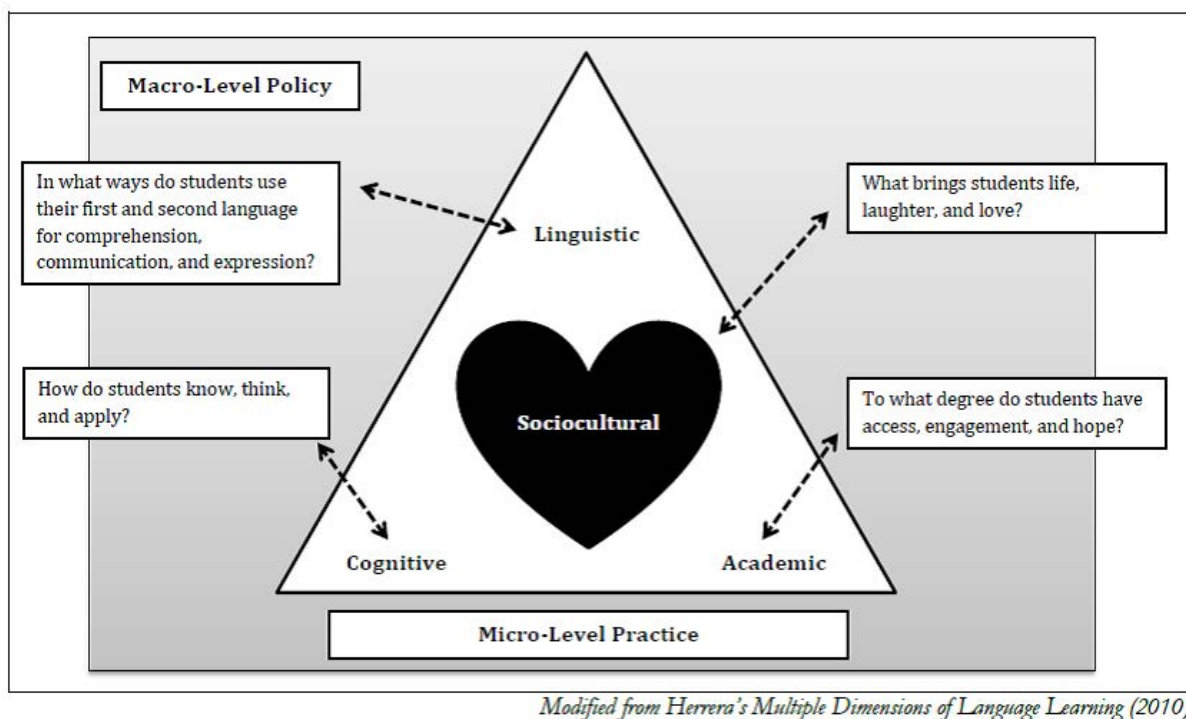 Macro-Level Policy
In what ways do students use
their first and second language
for comprehension,
communication, and expression?
What brings students life,
laughter, and love?
Linguistic
How do students know, think,
and apply?
To what degree do students have
access, engagement, and hope?
Sociocultural
Cognitive
Academic
Micro-Level Practice
Modified from Herrera's Multiple Dimensions of Language Learning (2010)